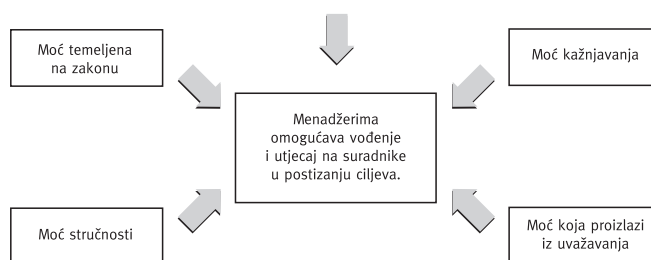 Moć temeljena
na zakonu
Moć kažnjavanja
Menadžerima
omogućava vođenje
i utjecaj na suradnike
u postizanju ciljeva.
Moć stručnosti
Moć koja proizlazi
iz uvažavanja